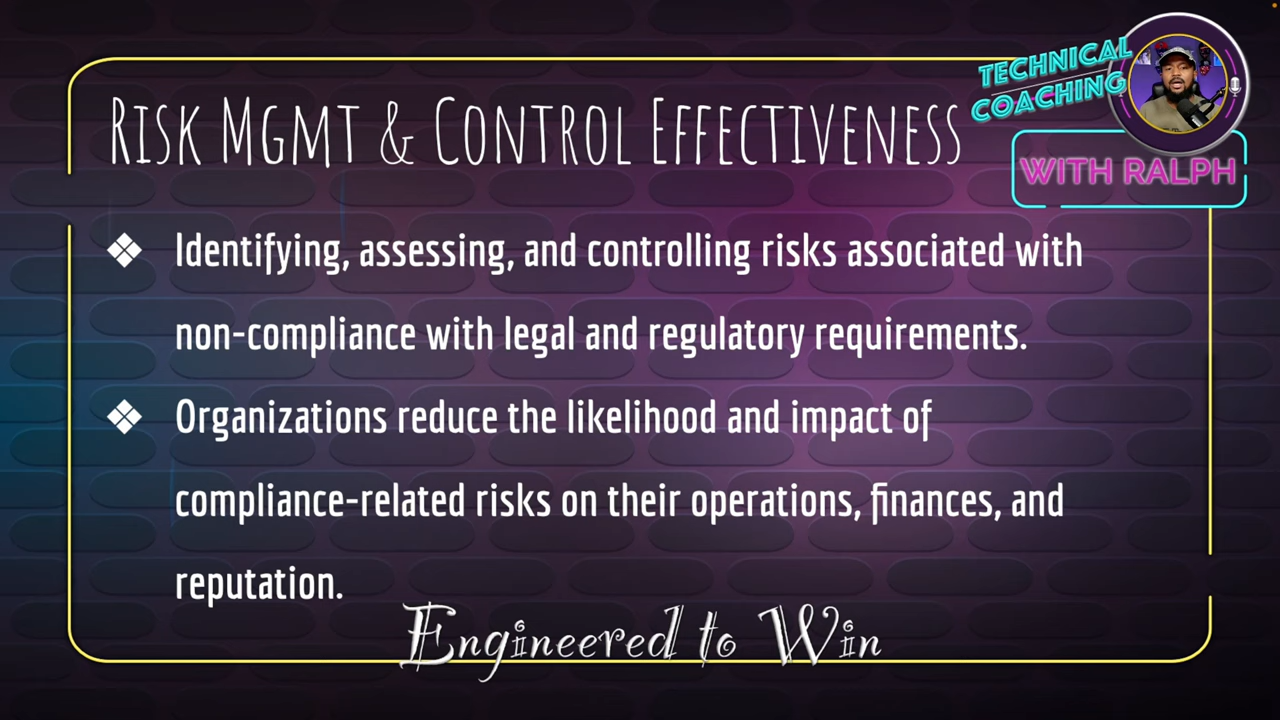 TECHNICAL
COACHING
WITH RALPH
Risk Mgmt & Control Effectiveness
❖ Identifying, assessing, and controlling risks associated with
non-compliance with legal and regulatory requirements.
❖ Organizations reduce the likelihood and impact of
compliance-related risks on their operations, finances, and
reputation.
Engineered to Win